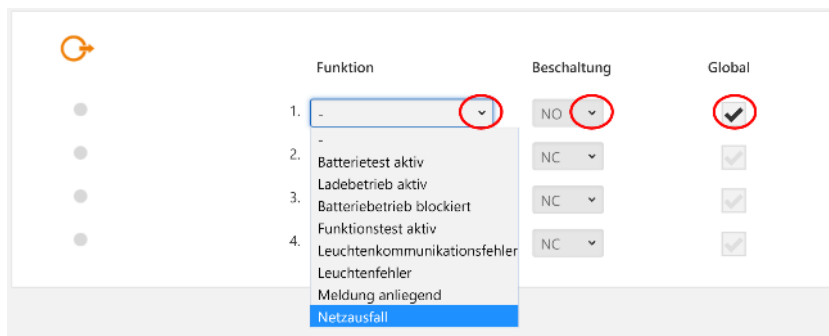 Funktion Beschaltung Global
1. - NO
-
2. Batterietest aktiv NC
Ladebetrieb aktiv
3. Batteriebetrieb blockiert NC
Funktionstest aktiv
4. Leuchtenkommunikationsfehler NC
Leuchtenfehler
Meldung anliegend
Netzausfall